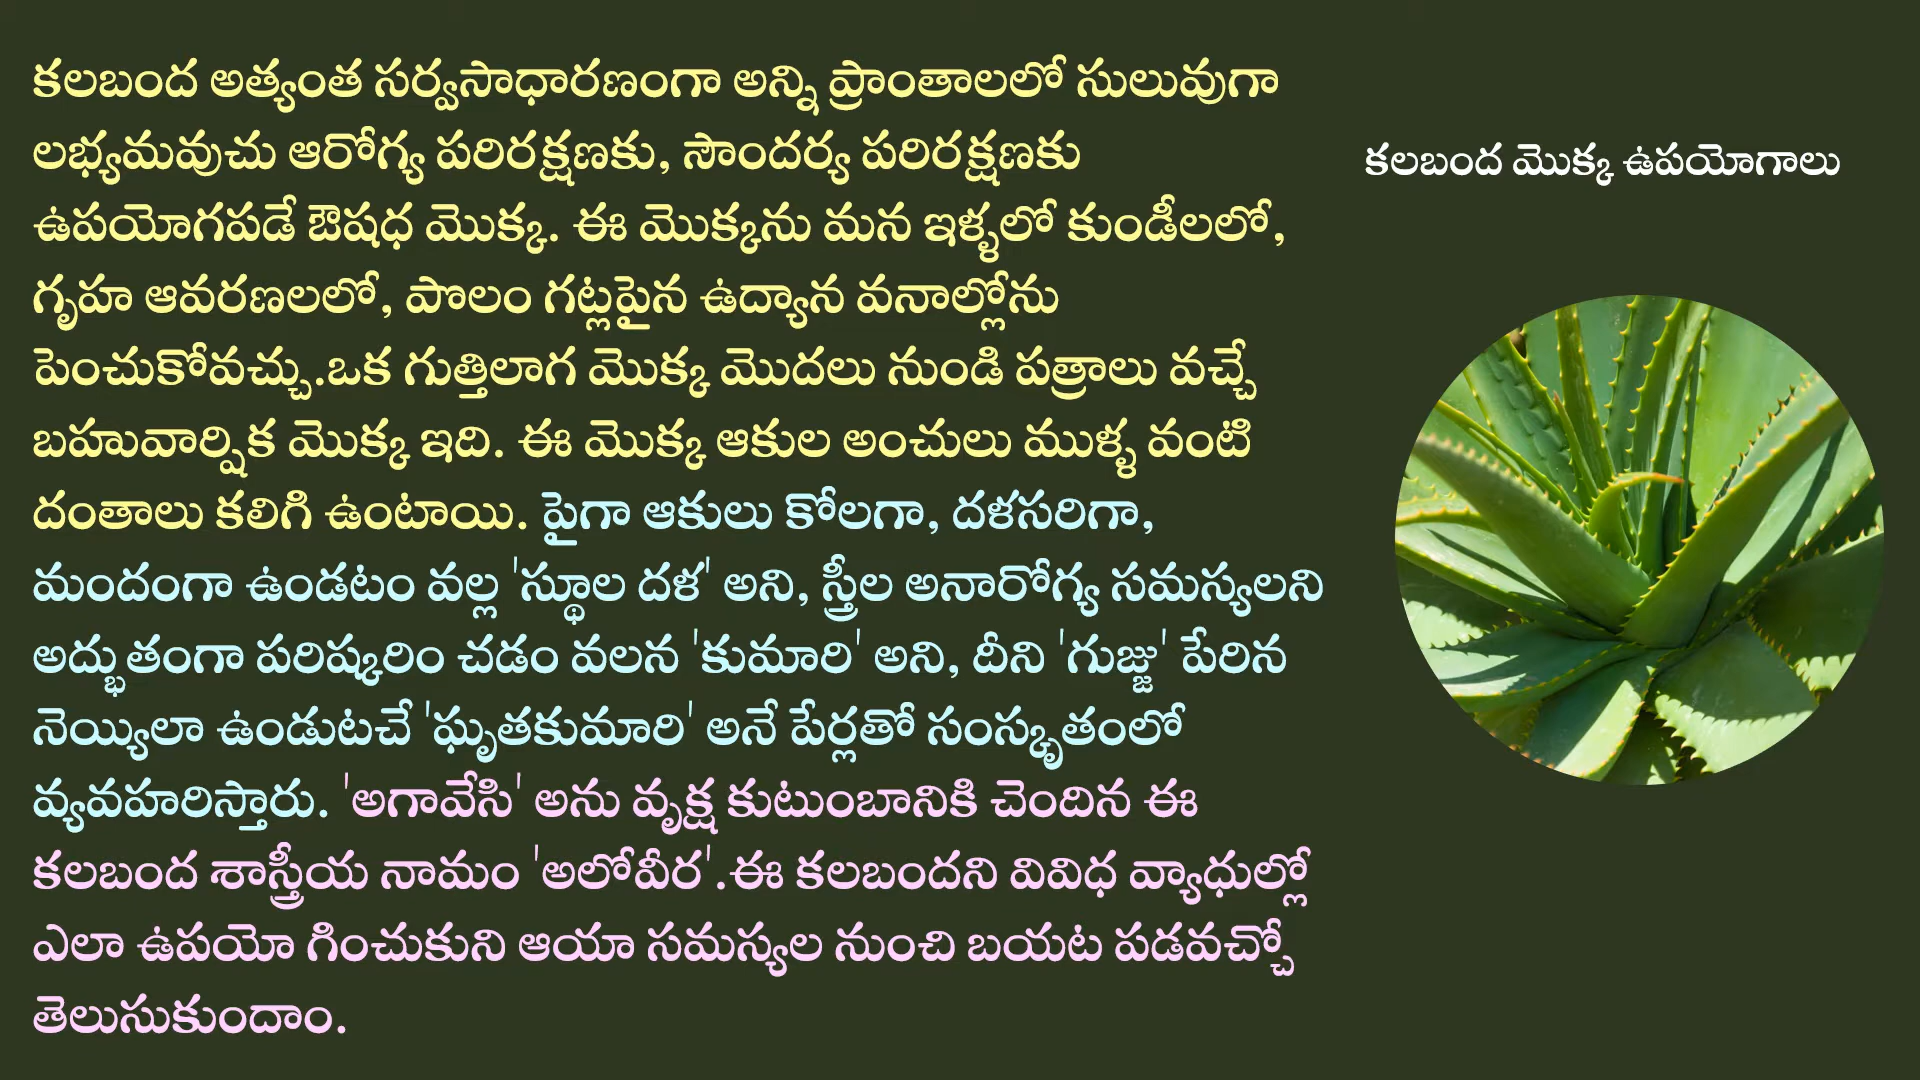 కలబంద అత్యంత సర్వసాధారణంగా అన్ని ప్రాంతాలలో సులువుగా
లభ్యమవుచు ఆరోగ్య పరిరక్షణకు, సౌందర్య పరిరక్షణకు
ఉపయోగపడే ఔషధ మొక్క. ఈ మొక్కను మన ఇళ్ళలో కుండీలలో,
గృహ ఆవరణలలో, పొలం గట్లపైన ఉద్యాన వనాల్లోను
పెంచుకోవచ్చు.ఒక గుత్తిలాగ మొక్క మొదలు నుండి పత్రాలు వచ్చే
బహువార్షిక మొక్క ఇది. ఈ మొక్క ఆకుల అంచులు ముళ్ళ వంటి
దంతాలు కలిగి ఉంటాయి. పైగా ఆకులు కోలగా, దళసరిగా,
మందంగా ఉండటం వల్ల 'స్థూల దళ' అని, స్త్రీల అనారోగ్య సమస్యలని
అద్భుతంగా పరిష్కరిం చడం వలన 'కుమారి' అని, దీని 'గుజ్జు' పేరిన
నెయ్యిలా ఉండుటచే 'ఘృతకుమారి' అనే పేర్లతో సంస్కృతంలో
వ్యవహరిస్తారు. 'అగావేసి' అను వృక్ష కుటుంబానికి చెందిన ఈ
కలబంద శాస్త్రీయ నామం 'అలోవీర'.ఈ కలబందని వివిధ వ్యాధుల్లో
ఎలా ఉపయో గించుకుని ఆయా సమస్యల నుంచి బయట పడవచ్చో
తెలుసుకుందాం.
కలబంద మొక్క ఉపయోగాలు